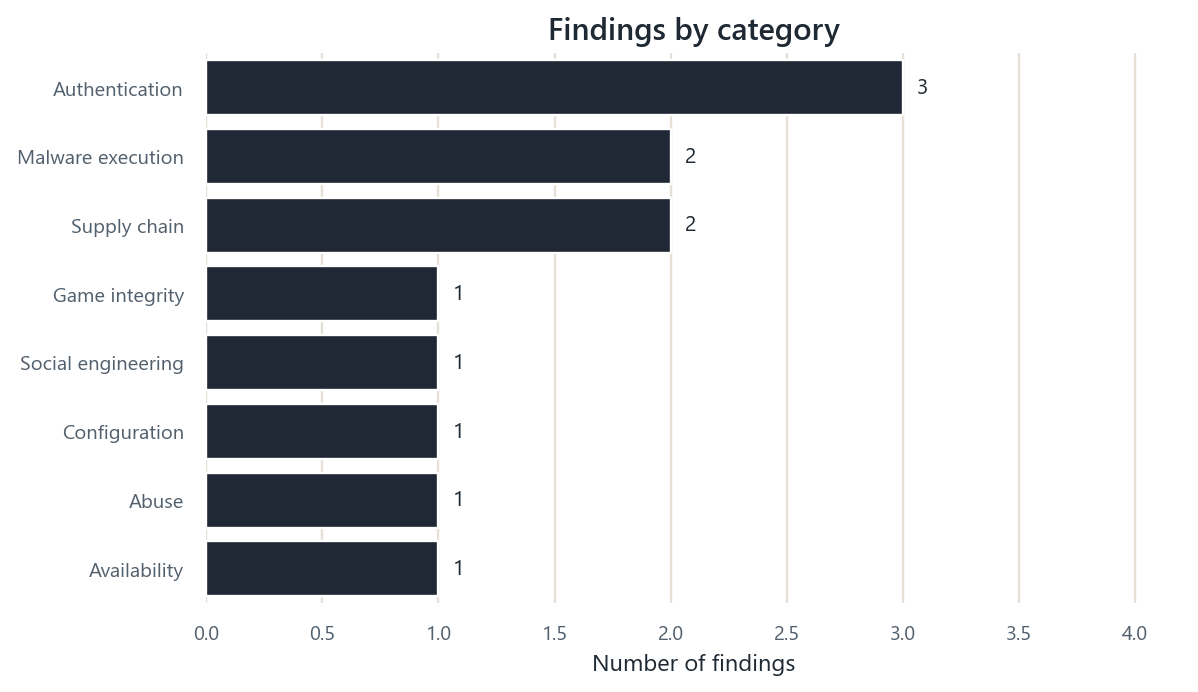 Findings by category
Authentication 3
Malware execution 2
Supply chain 2
Game integrity 1
Social engineering 1
Configuration 1
Abuse 1
Availability 1
0.0 0.5 1.0 1.5 2.0 2.5 3.0 3.5 4.0
Number of findings